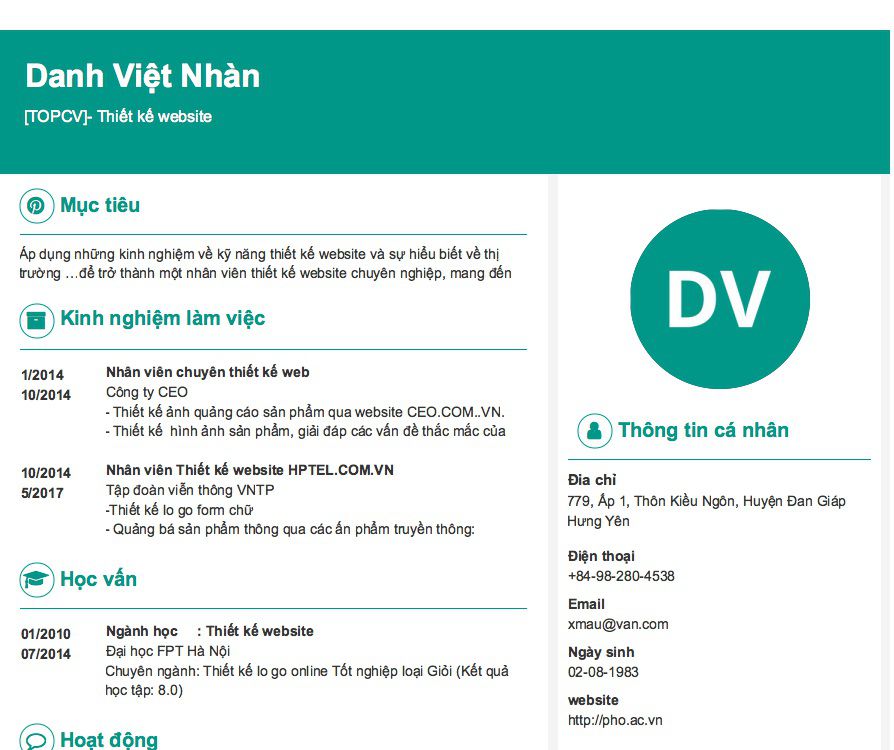 Danh Việt Nhàn
[TOPCV]- Thiết kế website
Mục tiêu
Áp dụng những kinh nghiệm về kỹ năng thiết kế website và sự hiểu biết về thị
trường …để trở thành một nhân viên thiết kế website chuyên nghiệp, mang đến
Kinh nghiệm làm việc
1/2014
10/2014
Nhân viên chuyên thiết kế web
Công ty CEO
- Thiết kế ảnh quảng cáo sản phẩm qua website CEO.COM..VN.
- Thiết kế  hình ảnh sản phẩm, giải đáp các vấn đề thắc mắc của
10/2014
5/2017
Nhân viên Thiết kế website HPTEL.COM.VN
Tập đoàn viễn thông VNTP
-Thiết kế lo go form chữ
- Quảng bá sản phẩm thông qua các ấn phẩm truyền thông:
Học vấn
01/2010
07/2014
Ngành học : Thiết kế website
Đại học FPT Hà Nội
Chuyên ngành: Thiết kế lo go online Tốt nghiệp loại Giỏi (Kết quả
học tập: 8.0)
Hoạt động
DV
Thông tin cá nhân
Đia chỉ
779, Ấp 1, Thôn Kiều Ngôn, Huyện Đan Giáp
Hưng Yên
Điện thoại
+84-98-280-4538
Email
xmau@van.com
Ngày sinh
02-08-1983
website
http://pho.ac.vn